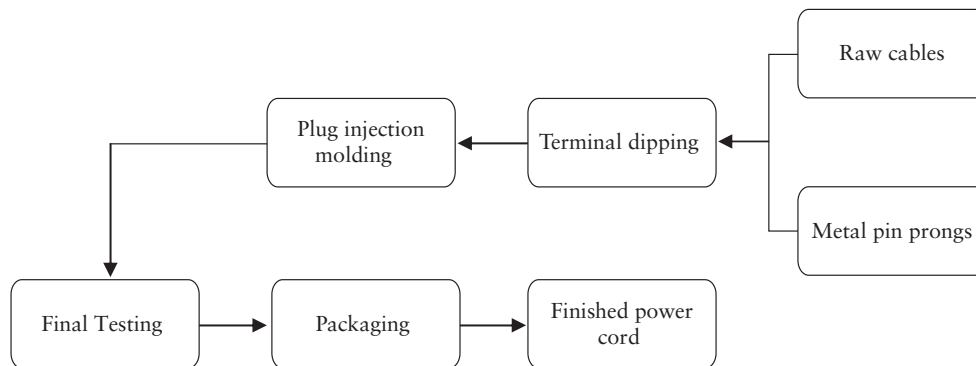 Raw cables
Plug injection
molding
Terminal dipping
Metal pin prongs
Final Testing
Packaging
Finished power
cord